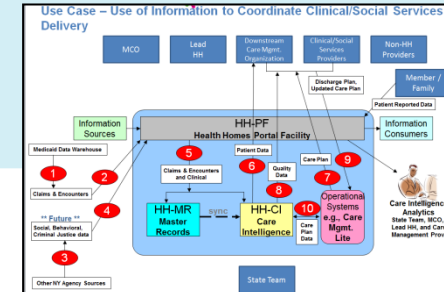 Use Case – Use of Information to Coordinate Clinical/Social Services
Delivery
MCO
Lead
HH
Downstream
Care Mgmt.
Organization
Clinical/Social
Services
Providers
Non-HH
Providers
Member /
Family
Discharge Plan,
Updated Care Plan
Patient Reported Data
Information
Sources
HH-PF
Health Homes Portal Facility
Information
Consumers
Medicaid Data Warehouse
1
2
Claims & Encounters
5
Claims & Encounters
and Clinical
Patient Data
6
Quality
Data
8
Care Plan
7
9
** Future **
4
Social, Behavioral,
Criminal Justice data
3
Other NY Agency Sources
HH-MR
Master
Records
sync
HH-CI
Care
Intelligence
10
Care
Plan
Data
Operational
Systems
e.g., Care
Mgmt.
Lite
Care Intelligence
Analytics
State Team, MCO,
Lead HH, and Care
Management Pro
State Team